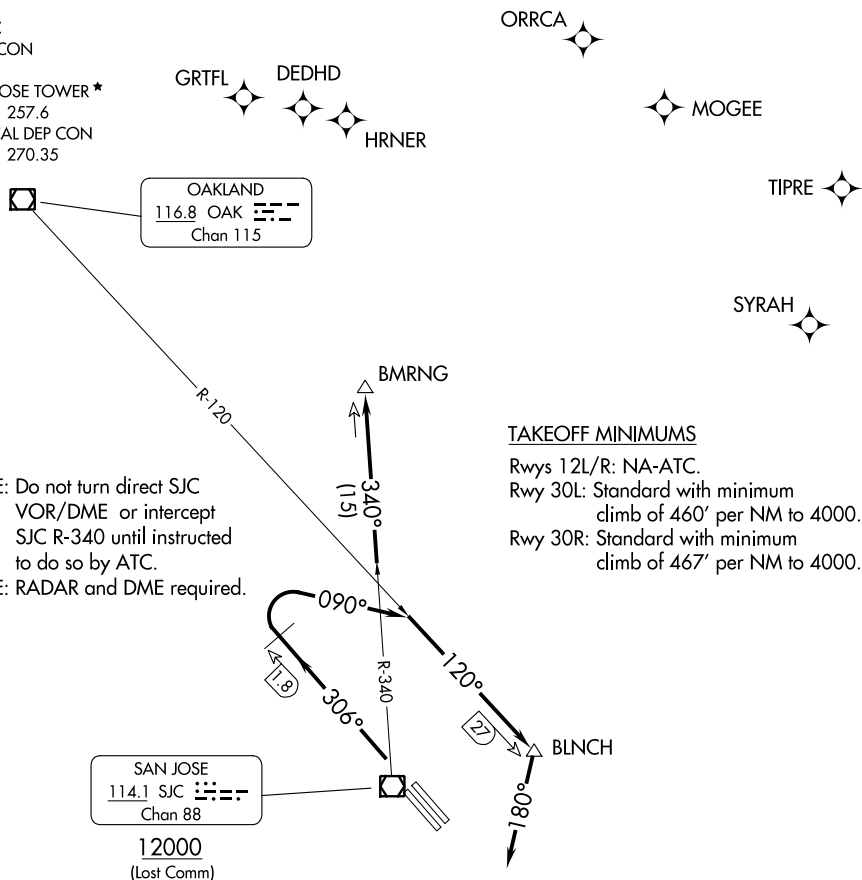 CON
OSE TOWER ★
257.6
CAL DEP CON
270.35
GRTFL
DEDHD
HRNER
ORRCA
MOGEE
TIPRE
SYRAH
OAKLAND
116.8 OAK
Chan 115
R-120
BMRNG
340°
(15)
TAKEOFF MINIMUMS
Rwys 12L/R: NA-ATC.
Rwy 30L: Standard with minimum
climb of 460' per NM to 4000.
Rwy 30R: Standard with minimum
climb of 467' per NM to 4000.
E: Do not turn direct SJC
VOR/DME or intercept
SJC R-340 until instructed
to do so by ATC.
E: RADAR and DME required.
090°
1.8
306°
R-340
120°
27
BLNCH
180°
SAN JOSE
114.1 SJC
Chan 88
12000
(Lost Comm)